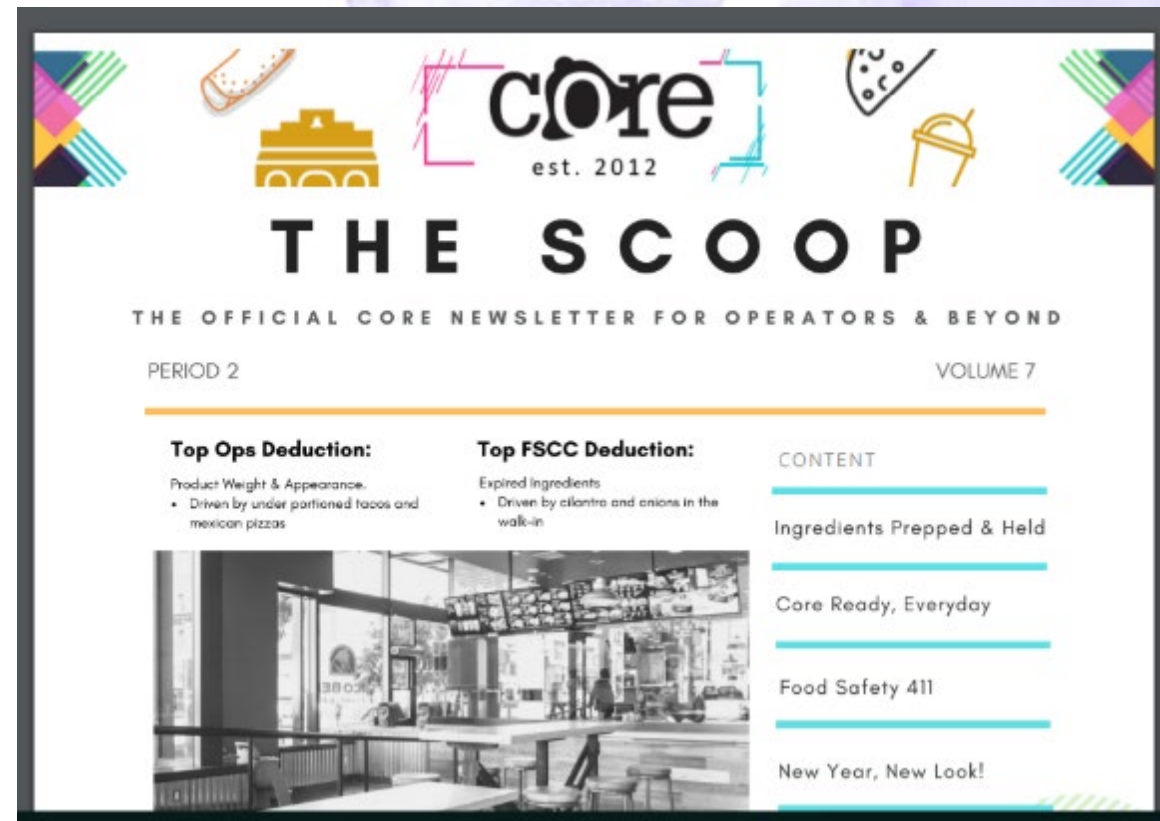 core
est. 2012
THE SCOOP
THE OFFICIAL CORE NEWSLETTER FOR OPERATORS & BEYOND
PERIOD 2
VOLUME 7
Top Ops Deduction:
Product Weight & Appearance.
• Driven by under portioned tacos and
mexican pizzas
Top FSCC Deduction:
Expired Ingredients
• Driven by cilantro and onions in the
walk-in
CONTENT
Ingredients Prepped & Held
Core Ready, Everyday
Food Safety 411
New Year, New Look!